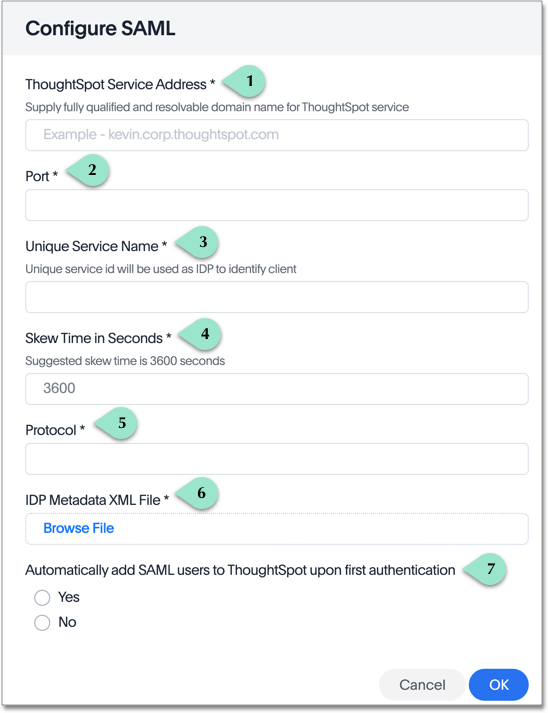 Configure SAML
ThoughtSpot Service Address * 1
Supply fully qualified and resolvable domain name for ThoughtSpot service
Example - kevin.corp.thoughtspot.com
Port * 2
Unique Service Name * 3
Unique service id will be used as IDP to identify client
Skew Time in Seconds * 4
Suggested skew time is 3600 seconds
3600
Protocol * 5
IDP Metadata XML File * 6
Browse File
Automatically add SAML users to ThoughtSpot upon first authentication 7
Yes
No
Cancel OK